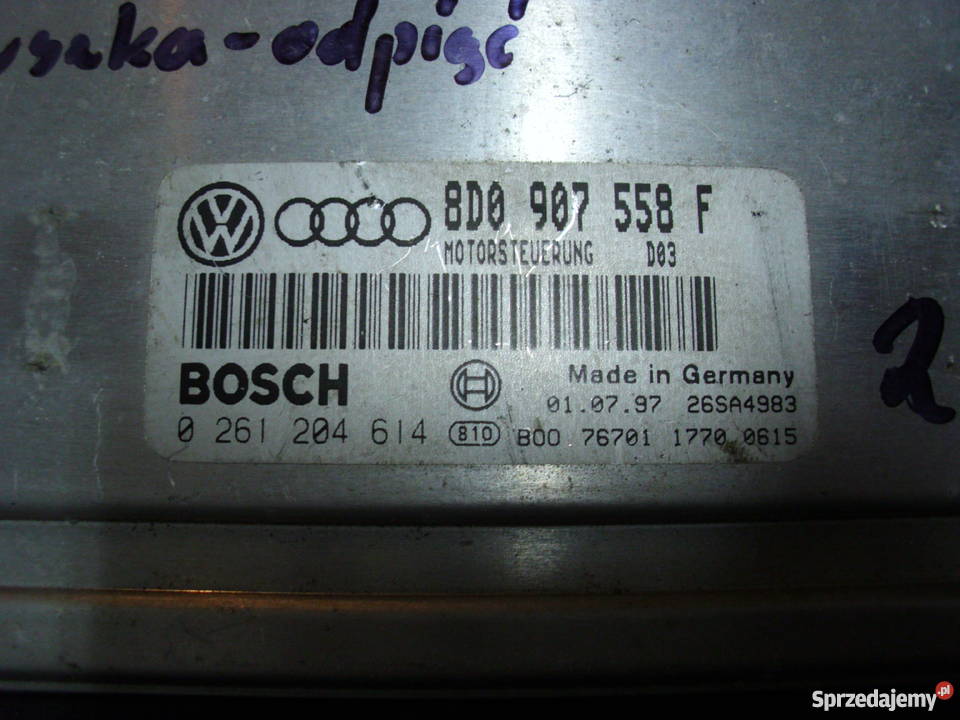 -odpiąć
8D0 907 558 F
MOTORSTEUERUNG D03
BOSCH
Made in Germany
01.07.97 26SA4983
0 261 204 614 810 B00 76701 1770 0615
2
Sprzedajemy.pl